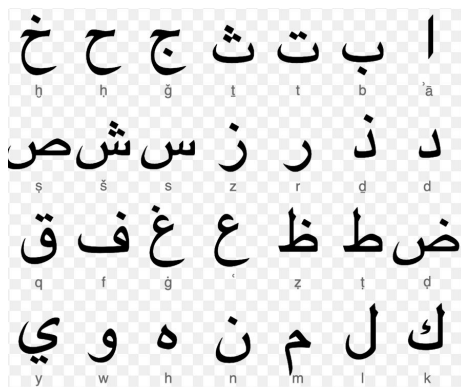 ا ب ت ث ج ح خ
ʾā b t ṯ ǧ ḥ ḫ
د ذ ر ز س ش ص
d ḏ r z s š ṣ
ض ط ظ ع غ ف ق
ḍ ṭ ẓ ʿ ġ f q
ك ل م ن ه و ي
k l m n h w y